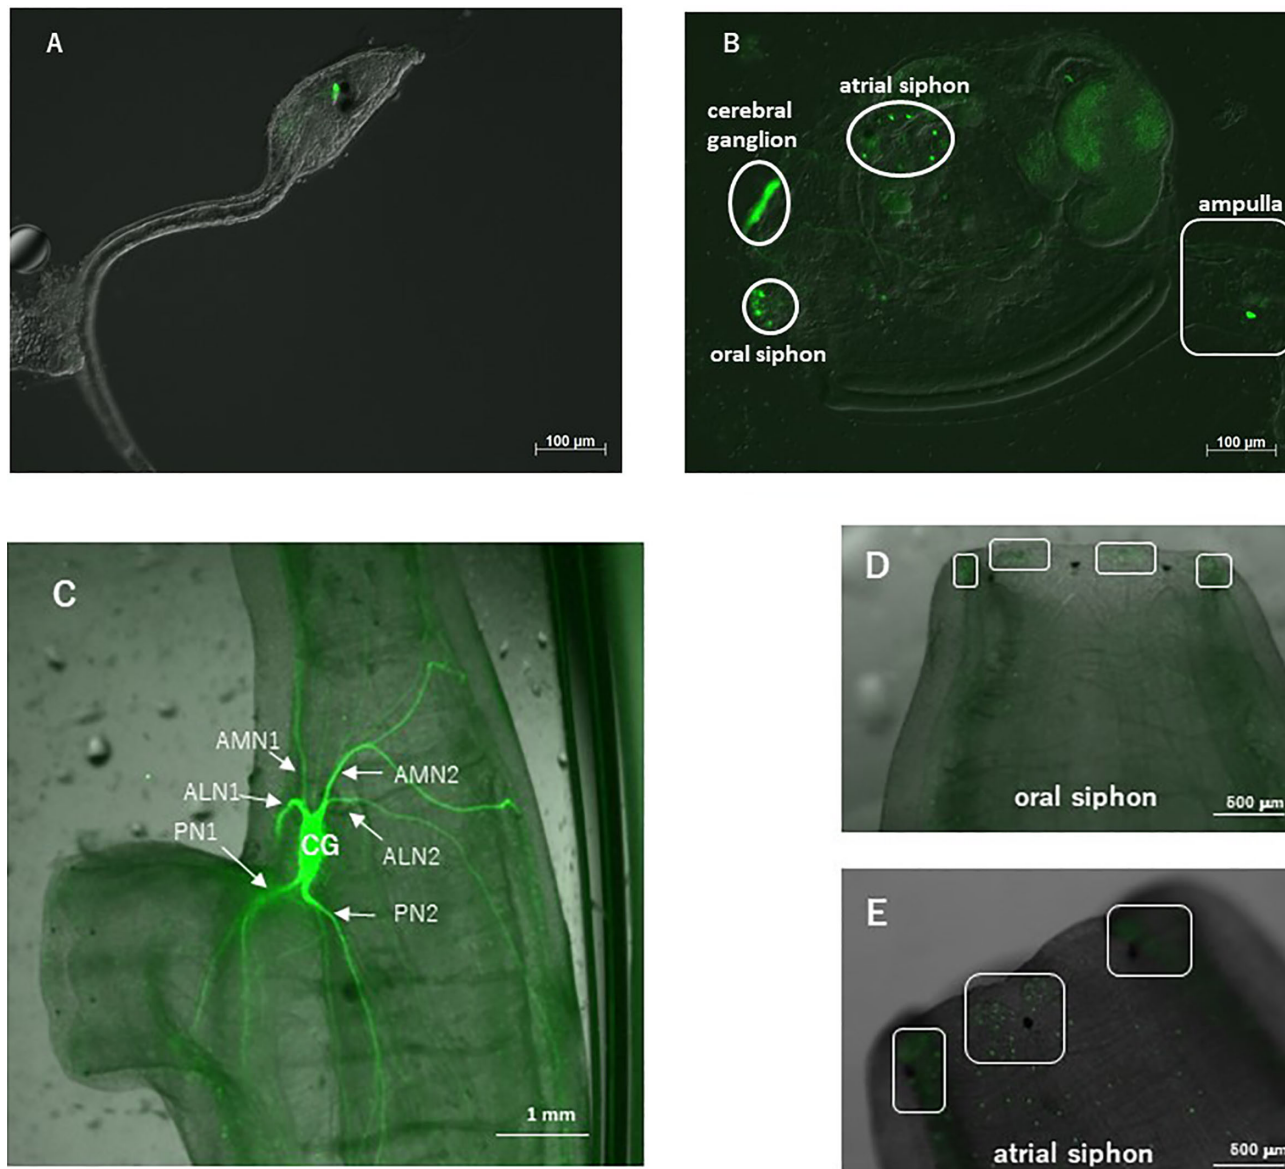 A
100 µm
B
atrial siphon
cerebral
ganglion
ampulla
oral siphon
100 µm
C
AMN1
AMN2
ALN1
PN1
CG
ALN2
PN2
1 mm
D
oral siphon
500 µm
E
atrial siphon
500 µm